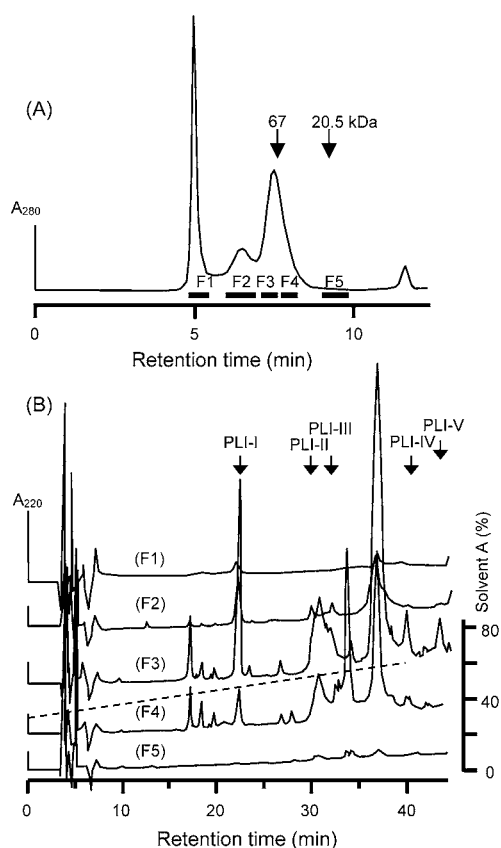 (A)
67 20.5 kDa
A280
F1 F2 F3 F4 F5
0 5 10
Retention time (min)
(B)
PLI-I PLI-II PLI-III PLI-IV PLI-V
A220
(F1)
(F2)
(F3)
(F4)
(F5)
80
60
40
20
0
Solvent A (%)
0 10 20 30 40
Retention time (min)